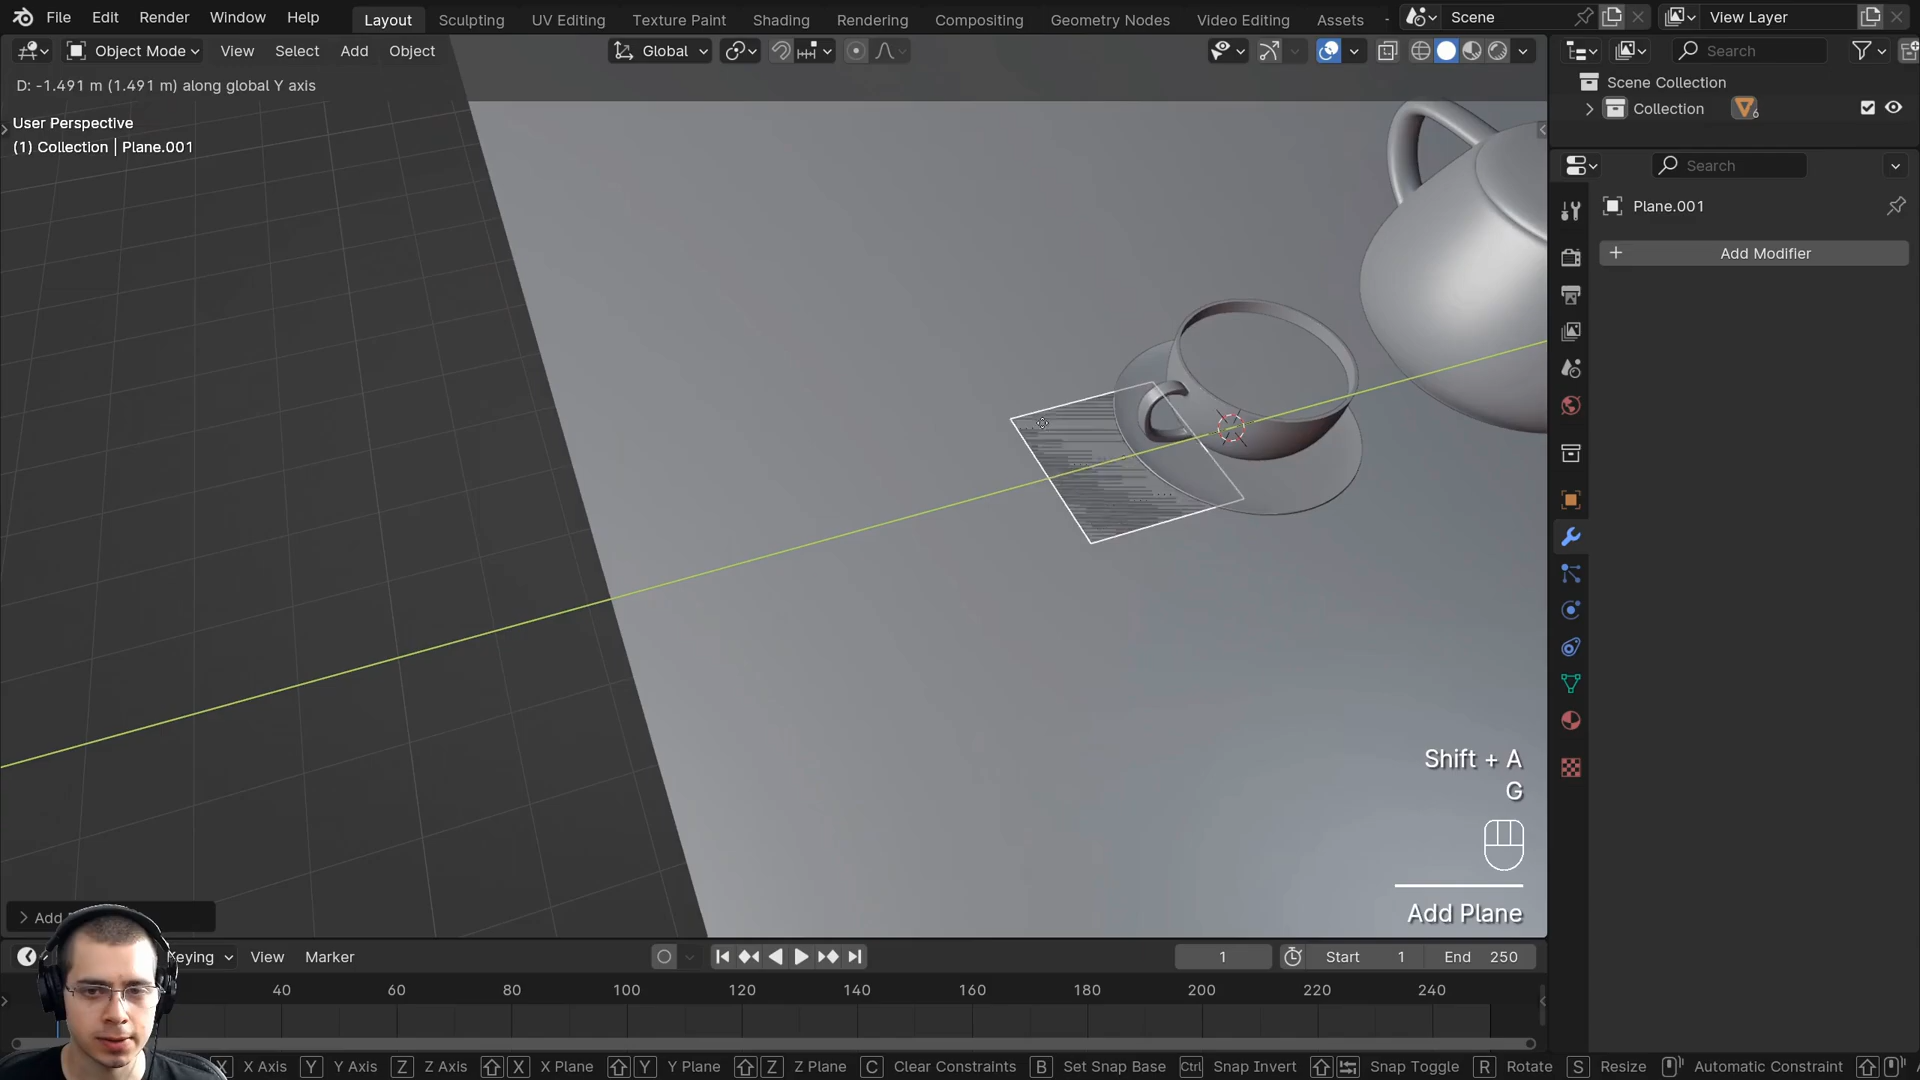 File Edit Render Window Help Layout Sculpting UV Editing Texture Paint Shading Rendering Compositing Geometry Nodes Video Editing Assets Scene View Layer
Object Mode View Select Add Object Global Search
D: -1.491 m (1.491 m) along global Y axis
Scene Collection
Collection 6
User Perspective
(1) Collection | Plane.001
Search
Plane.001
Add Modifier
Shift + A
G
Add Plane
Add
Keying View Marker 1 Start 1 End 250
40 60 80 100 120 140 160 180 200 220 240
X X Axis Y Y Axis Z Z Axis X X Plane Y Y Plane Z Z Plane C Clear Constraints B Set Snap Base Ctrl Snap Invert Snap Toggle R Rotate S Resize Automatic Constraint